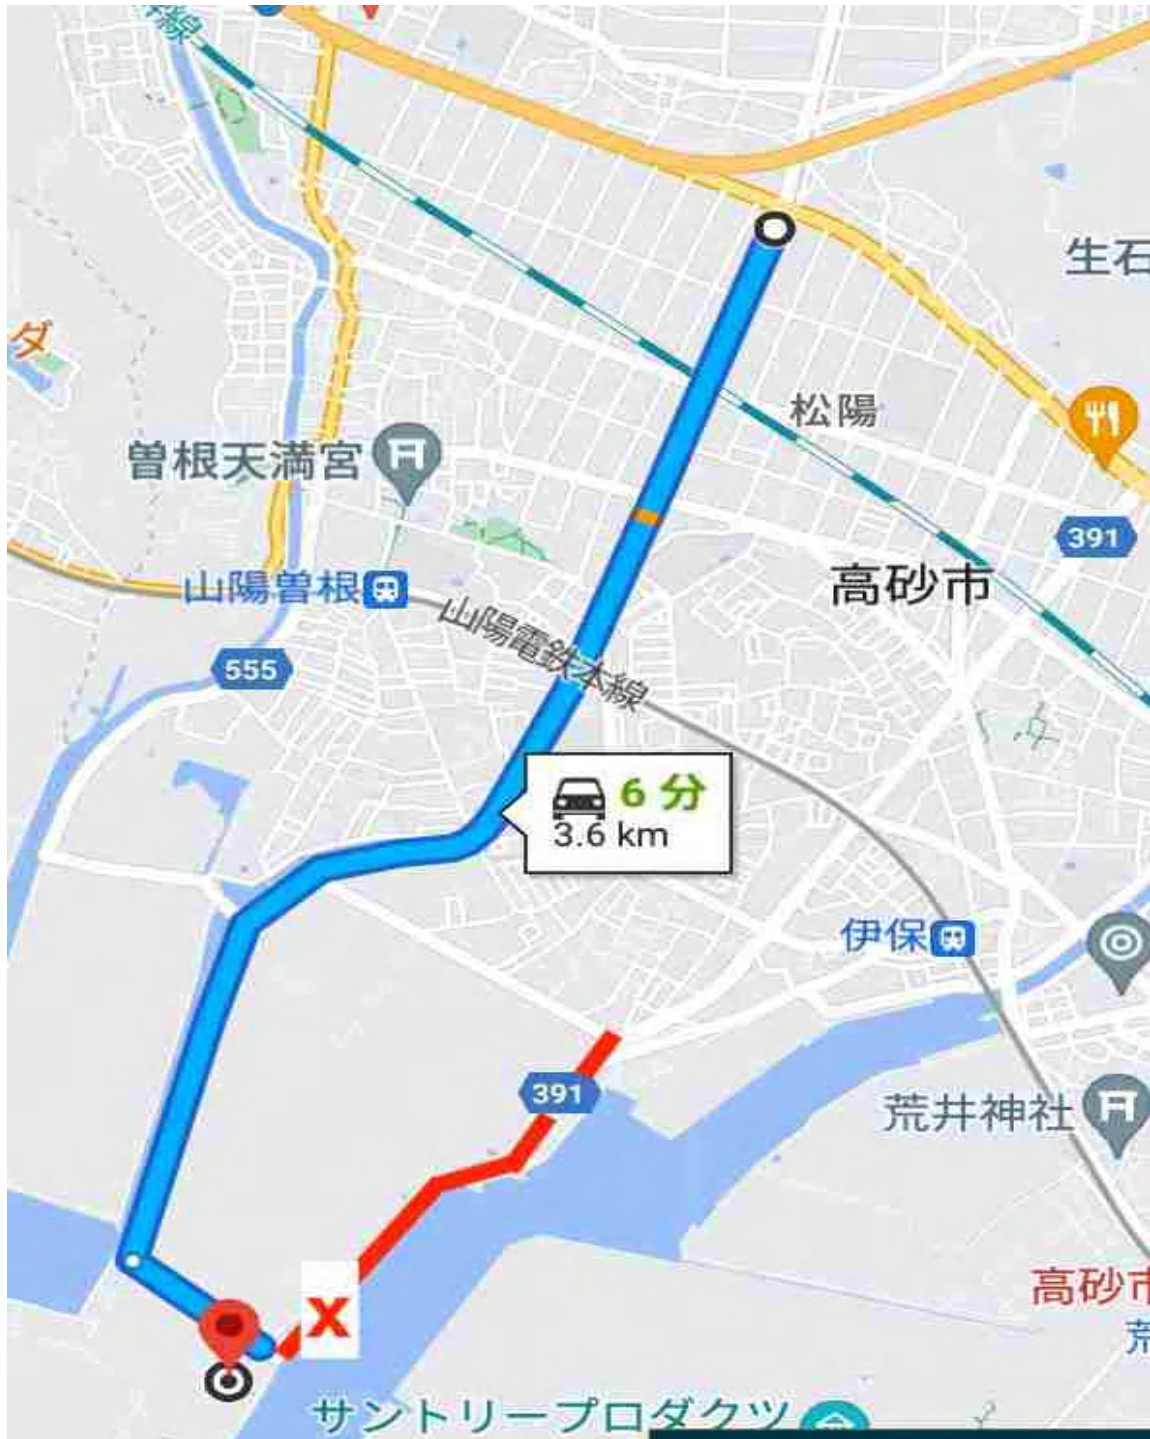 線
生石
ダ
松陽
曽根天満宮
391
高砂市
山陽曽根
山陽電鉄本線
555
6 分
3.6 km
伊保
391
荒井神社
高砂市
荒
X
サントリープロダクツ